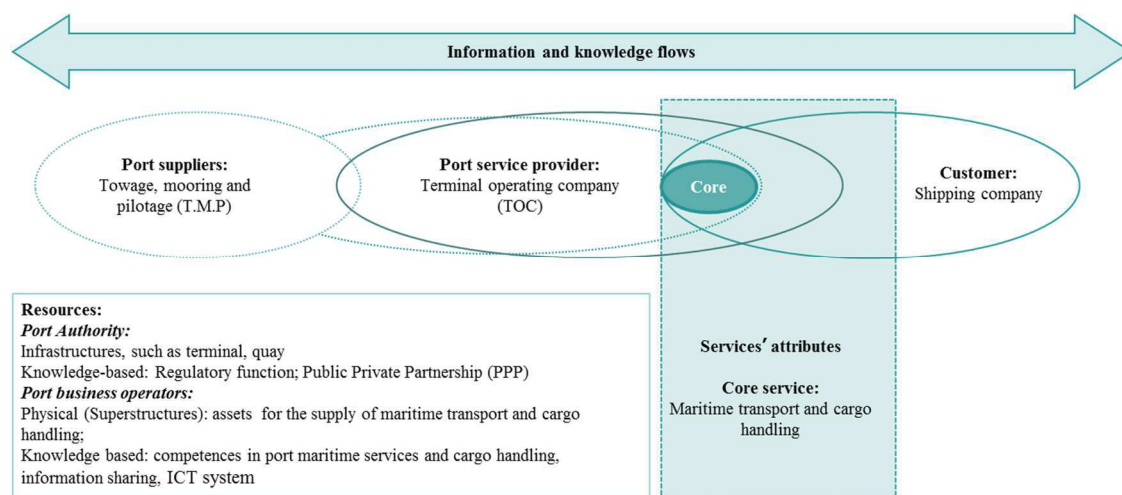 Information and knowledge flows
Port suppliers:
Towage, mooring and
pilotage (T.M.P)
Port service provider:
Terminal operating company
(TOC)
Core
Customer:
Shipping company
Resources:
Port Authority:
Infrastructures, such as terminal, quay
Knowledge-based: Regulatory function; Public Private Partnership (PPP)
Port business operators:
Physical (Superstructures): assets for the supply of maritime transport and cargo
handling;
Knowledge based: competences in port maritime services and cargo handling,
information sharing, ICT system
Services’ attributes
Core service:
Maritime transport and cargo
handling